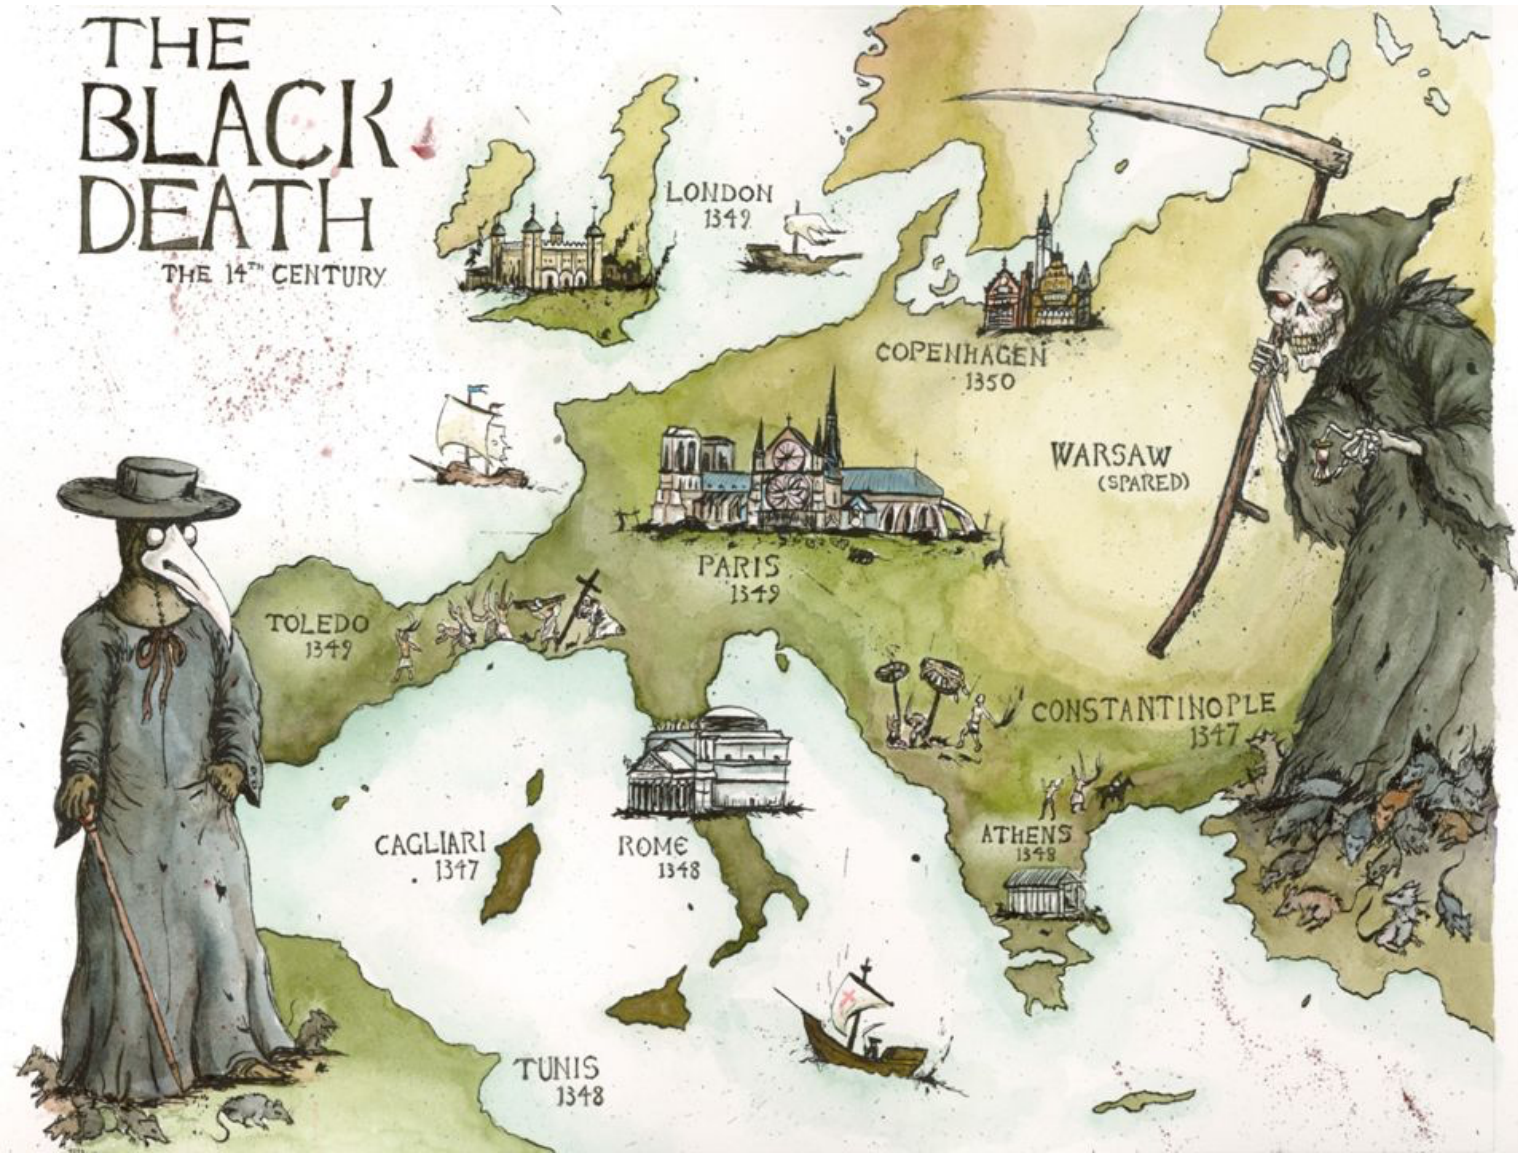 THE
BLACK
DEATH
THE 14TH CENTURY
LONDON
1349
COPENHAGEN
1350
WARSAW
(SPARED)
PARIS
1349
TOLEDO
1349
CONSTANTINOPLE
1347
CAGLIARI
1347
ROME
1348
ATHENS
1348
TUNIS
1348